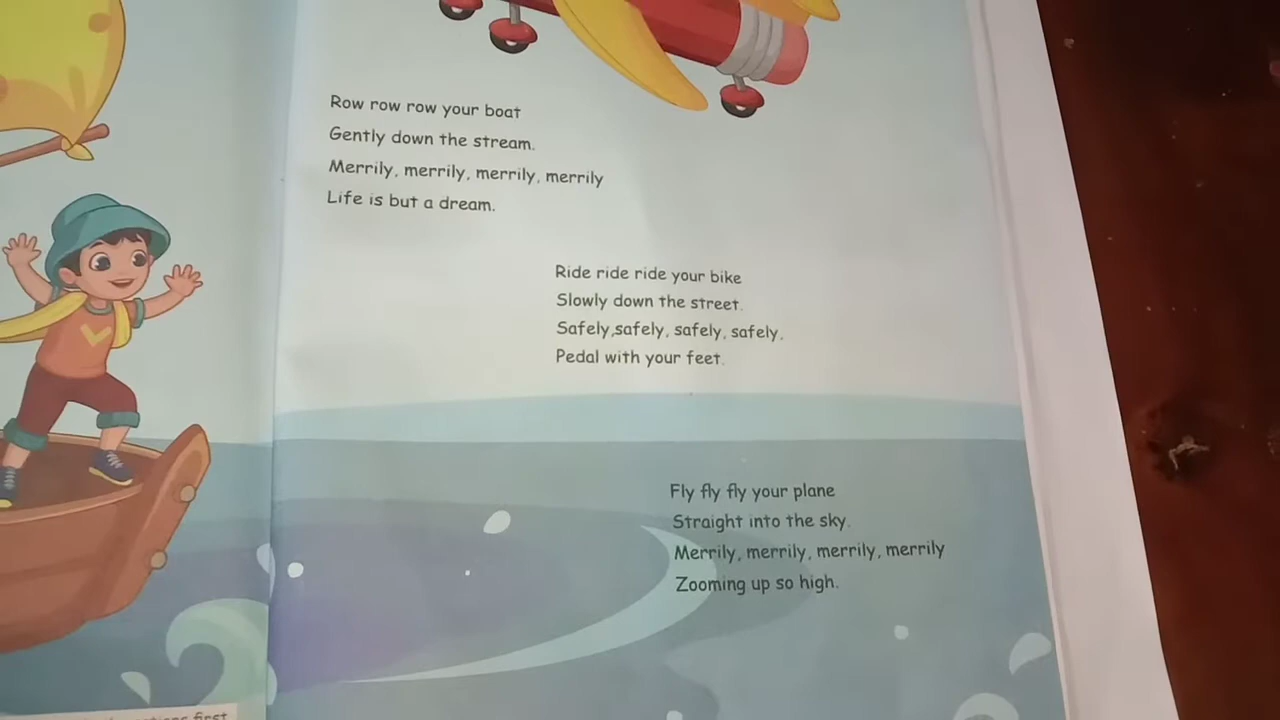 Row row row your boat
Gently down the stream.
Merrily, merrily, merrily, merrily
Life is but a dream.
Ride ride ride your bike
Slowly down the street.
Safely,safely, safely, safely.
Pedal with your feet.
Fly fly fly your plane
Straight into the sky.
Merrily, merrily, merrily, merrily
Zooming up so high.
first